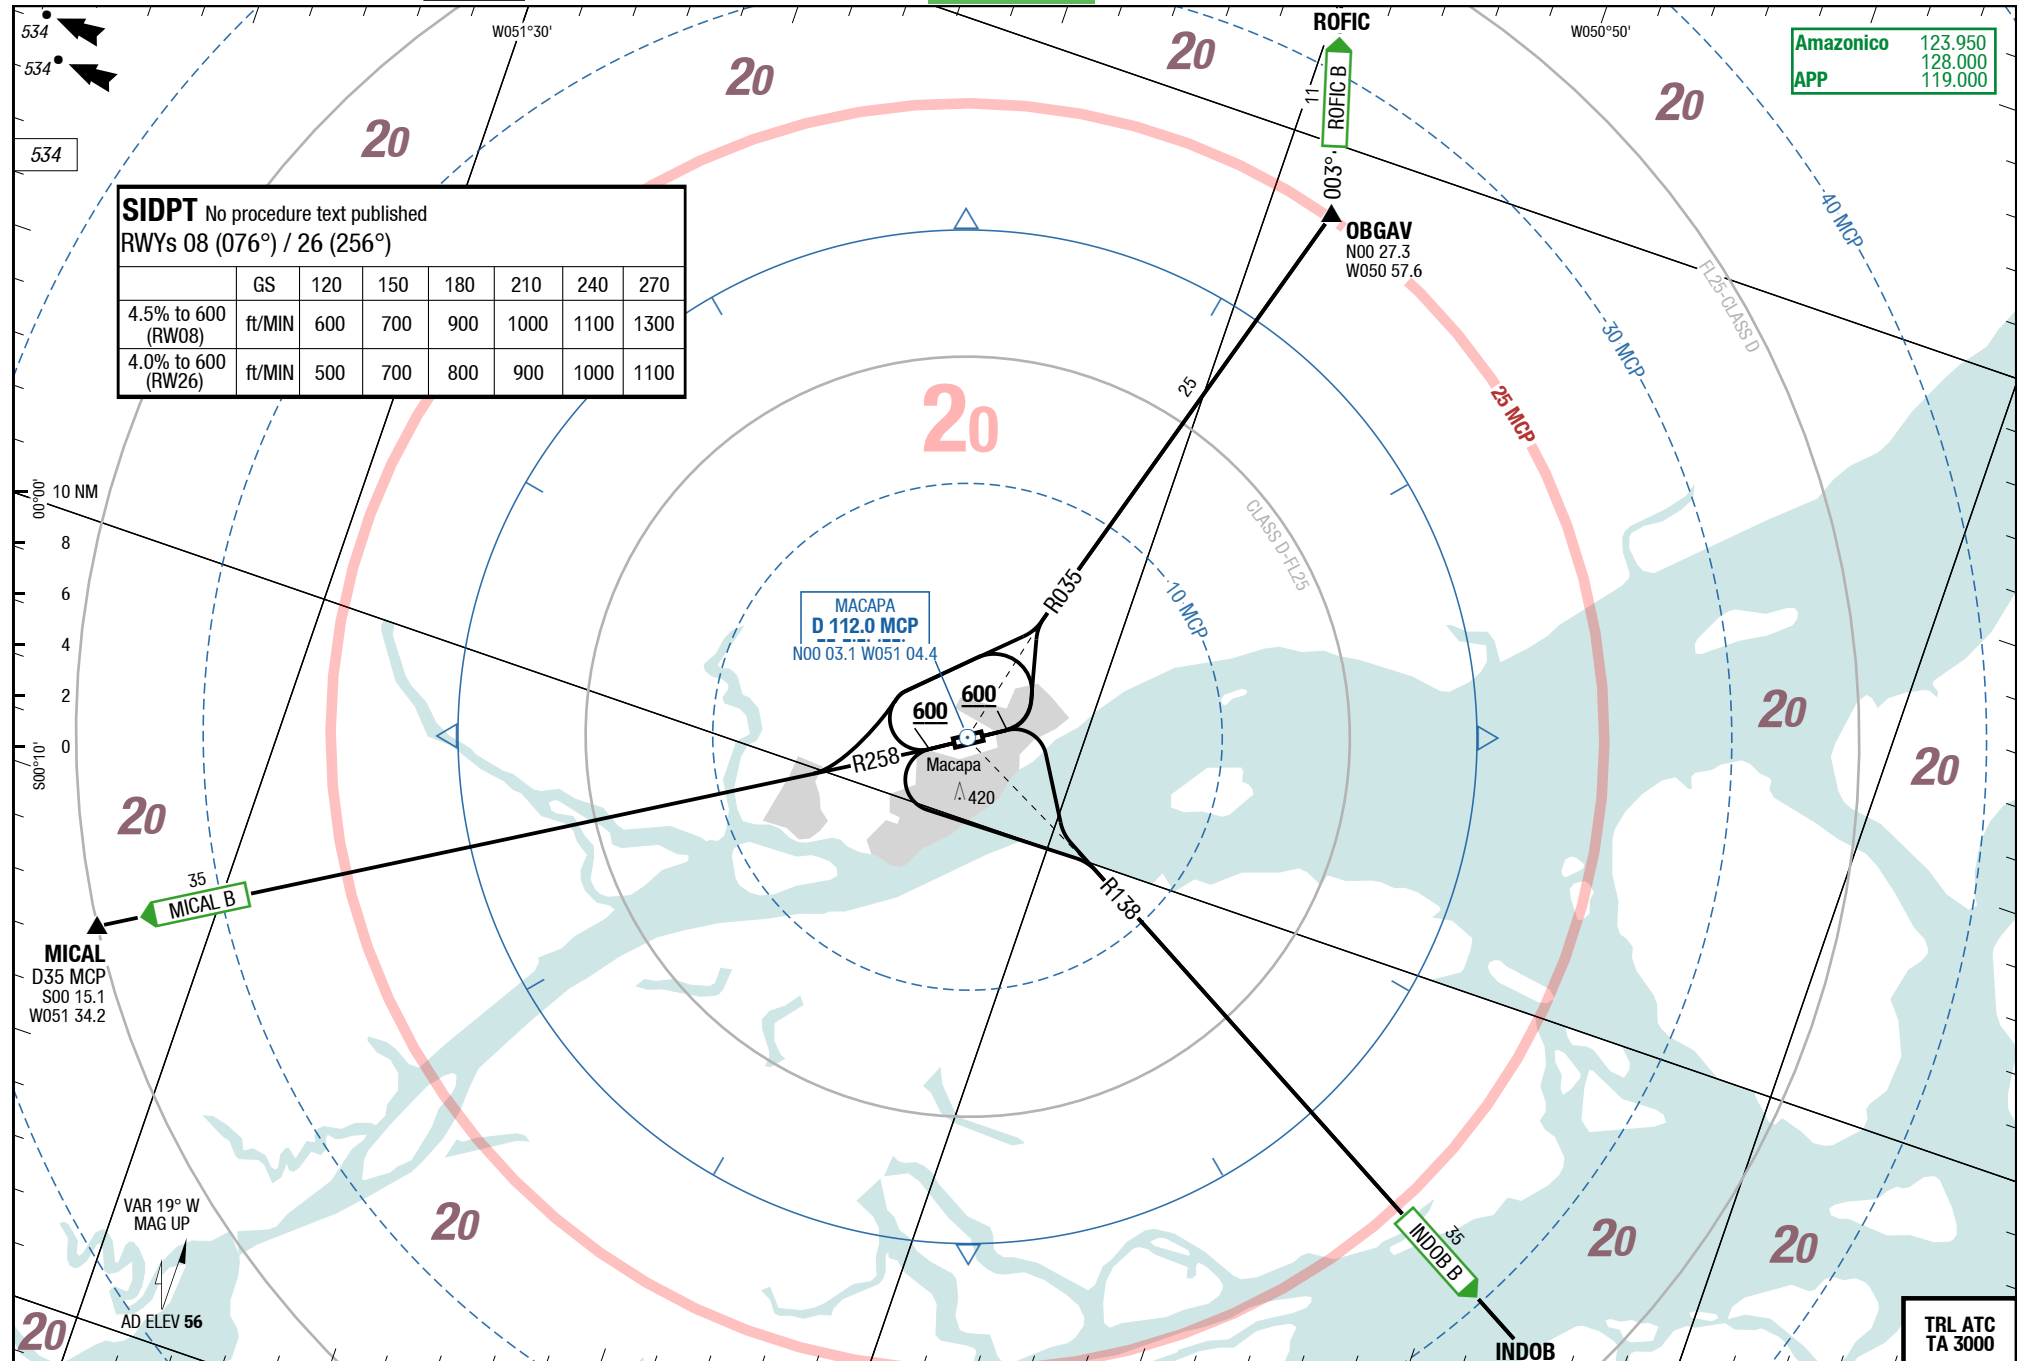 534
534
534
W051°30'
ROFIC
W050°50'
Amazonico 123.950
128.000
APP 119.000
20
20
20
20
11
ROFIC B
003°
OBGAV
N00 27.3
W050 57.6
SIDPT No procedure text published
RWYs 08 (076°) / 26 (256°)
GS 120 150 180 210 240 270
4.5% to 600
(RW08)
ft/MIN 600 700 900 1000 1100 1300
4.0% to 600
(RW26)
ft/MIN 500 700 800 900 1000 1100
40 MCP
FL25-CLASS D
30 MCP
25 MCP
25
20
CLASS D-FL25
10 MCP
00°00'
10 NM
8
6
4
2
0
S00°10'
MACAPA
D 112.0 MCP
N00 03.1 W051 04.4
R035
600
600
R258
Macapa
420
20
20
20
35
MICAL B
MICAL
D35 MCP
S00 15.1
W051 34.2
R138
VAR 19° W
MAG UP
AD ELEV 56
20
20
20
20
35
INDOB B
INDOB
TRL ATC
TA 3000